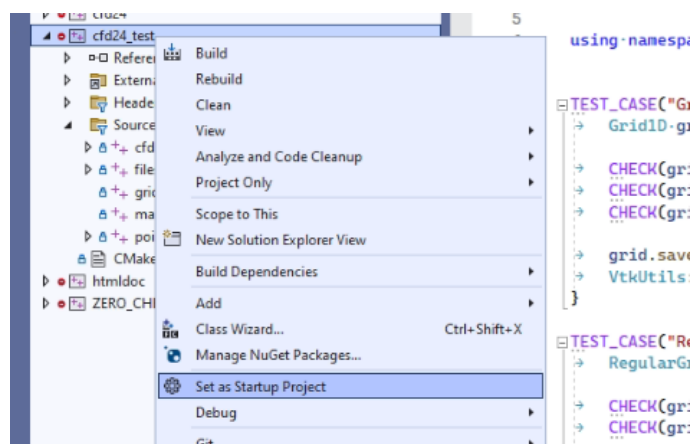 cfd24
5
cfd24_test
using·namespa
Build
Refere
Rebuild
Externa
Clean
Heade
TEST_CASE("Gr
Source
View
Grid1D·gr
cfd
Analyze and Code Cleanup
file
Project Only
CHECK(gri
grid
CHECK(gri
ma
Scope to This
CHECK(gri
poi
New Solution Explorer View
CMake
grid.save
htmldoc
Build Dependencies
VtkUtils:
ZERO_CHE
Add
}
Class Wizard... Ctrl+Shift+X
TEST_CASE("Re
Manage NuGet Packages...
RegularGr
Set as Startup Project
CHECK(gri
Debug
CHECK(gri
Git